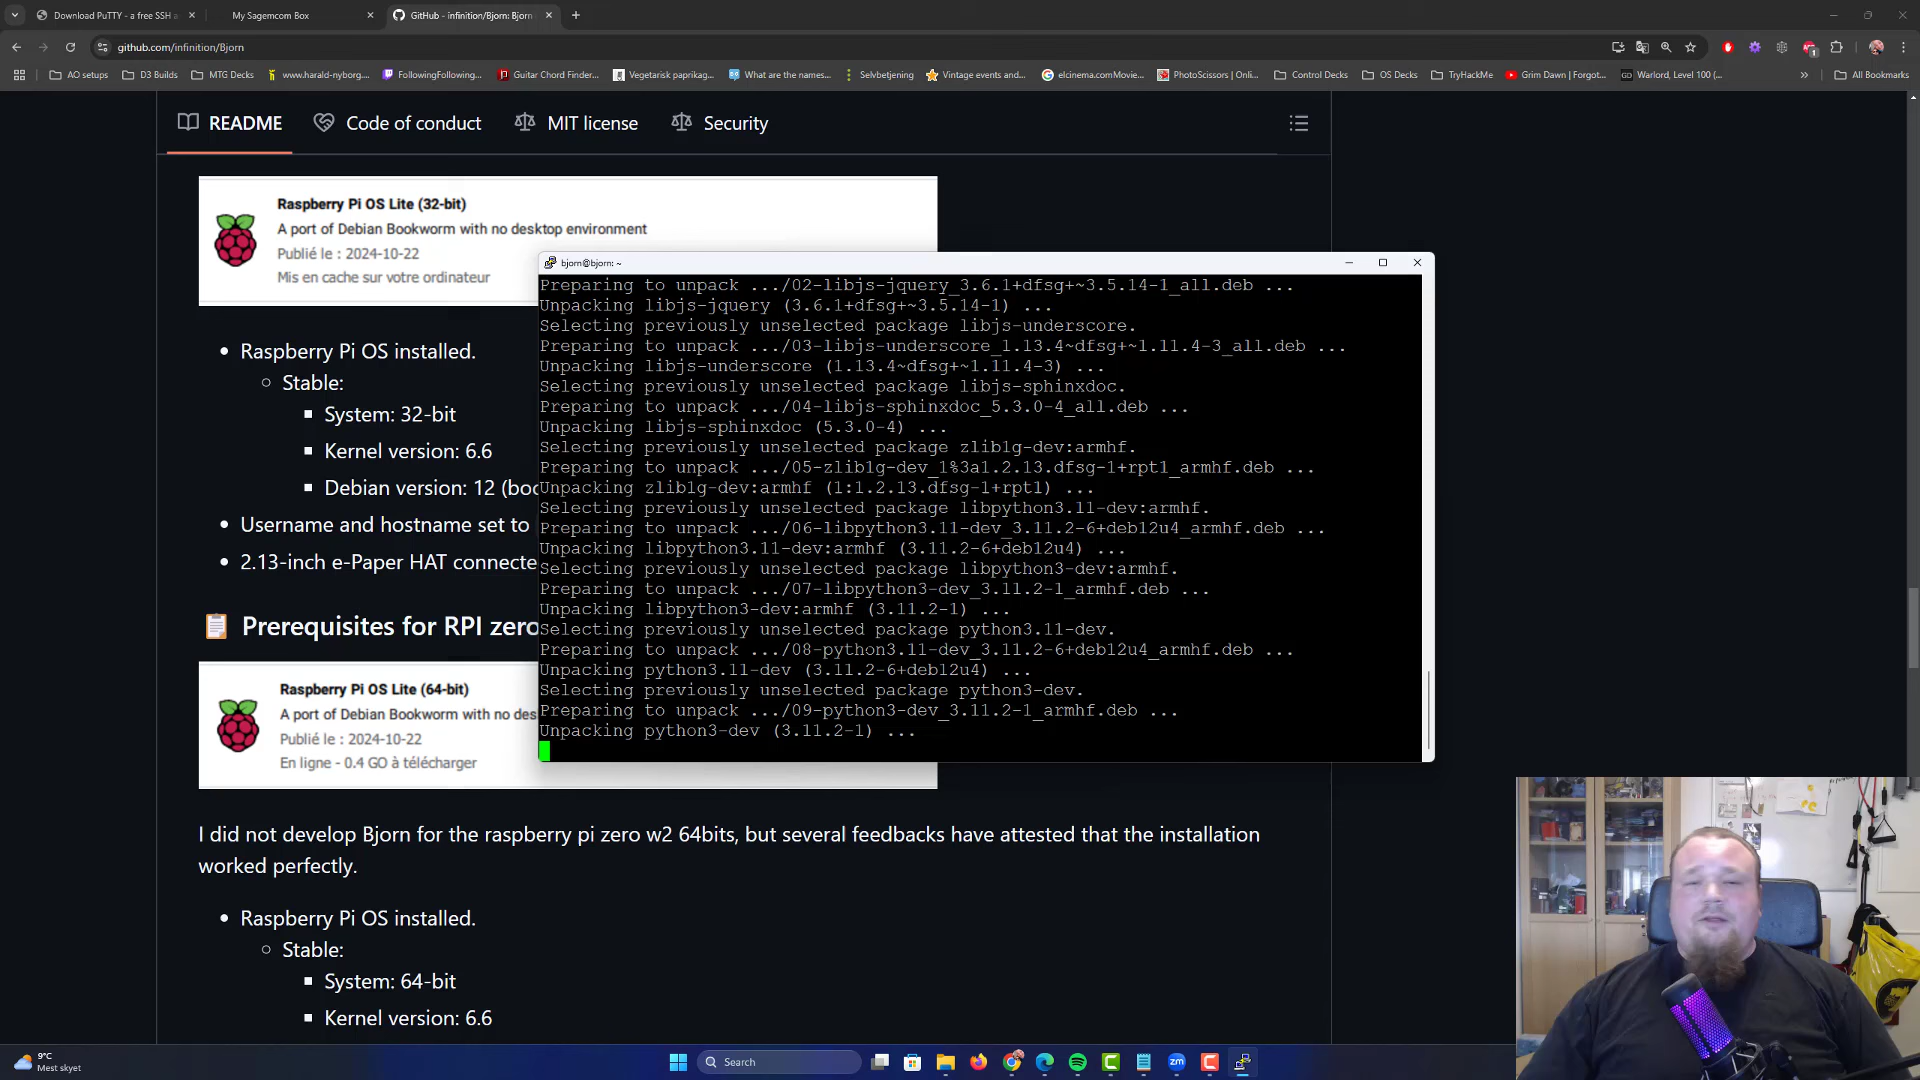 Download PuTTY - a free SSH a
My Sagemcom Box
GitHub - infinition/Bjorn: Bjorn
github.com/infinition/Bjorn
AO setups
D3 Builds
MTG Decks
www.harald-nyborg....
FollowingFollowing...
Guitar Chord Finder...
Vegetarisk paprikag...
What are the names...
Selvbetjening
Vintage events and...
elcinema.comMovie...
PhotoScissors | Onli...
Control Decks
OS Decks
TryHackMe
Grim Dawn | Forgot...
Warlord, Level 100 (...
All Bookmarks
README
Code of conduct
MIT license
Security
Raspberry Pi OS Lite (32-bit)
A port of Debian Bookworm with no desktop environment
Publié le : 2024-10-22
Mis en cache sur votre ordinateur
Raspberry Pi OS installed.
Stable:
System: 32-bit
Kernel version: 6.6
Debian version: 12 (boo
Username and hostname set to
2.13-inch e-Paper HAT connecte
Prerequisites for RPI zero
Raspberry Pi OS Lite (64-bit)
A port of Debian Bookworm with no des
Publié le : 2024-10-22
En ligne - 0.4 GO à télécharger
I did not develop Bjorn for the raspberry pi zero w2 64bits, but several feedbacks have attested that the installation
worked perfectly.
Raspberry Pi OS installed.
Stable:
System: 64-bit
Kernel version: 6.6
bjorn@bjorn: ~
Preparing to unpack .../02-libjs-jquery_3.6.1+dfsg+~3.5.14-1_all.deb ...
Unpacking libjs-jquery (3.6.1+dfsg+~3.5.14-1) ...
Selecting previously unselected package libjs-underscore.
Preparing to unpack .../03-libjs-underscore_1.13.4~dfsg+~1.11.4-3_all.deb ...
Unpacking libjs-underscore (1.13.4~dfsg+~1.11.4-3) ...
Selecting previously unselected package libjs-sphinxdoc.
Preparing to unpack .../04-libjs-sphinxdoc_5.3.0-4_all.deb ...
Unpacking libjs-sphinxdoc (5.3.0-4) ...
Selecting previously unselected package zlib1g-dev:armhf.
Preparing to unpack .../05-zlib1g-dev_1%3a1.2.13.dfsg-1+rpt1_armhf.deb ...
Unpacking zlib1g-dev:armhf (1:1.2.13.dfsg-1+rpt1) ...
Selecting previously unselected package libpython3.11-dev:armhf.
Preparing to unpack .../06-libpython3.11-dev_3.11.2-6+deb12u4_armhf.deb ...
Unpacking libpython3.11-dev:armhf (3.11.2-6+deb12u4) ...
Selecting previously unselected package libpython3-dev:armhf.
Preparing to unpack .../07-libpython3-dev_3.11.2-1_armhf.deb ...
Unpacking libpython3-dev:armhf (3.11.2-1) ...
Selecting previously unselected package python3.11-dev.
Preparing to unpack .../08-python3.11-dev_3.11.2-6+deb12u4_armhf.deb ...
Unpacking python3.11-dev (3.11.2-6+deb12u4) ...
Selecting previously unselected package python3-dev.
Preparing to unpack .../09-python3-dev_3.11.2-1_armhf.deb ...
Unpacking python3-dev (3.11.2-1) ...
9°C
Mest skyet
Search
zm